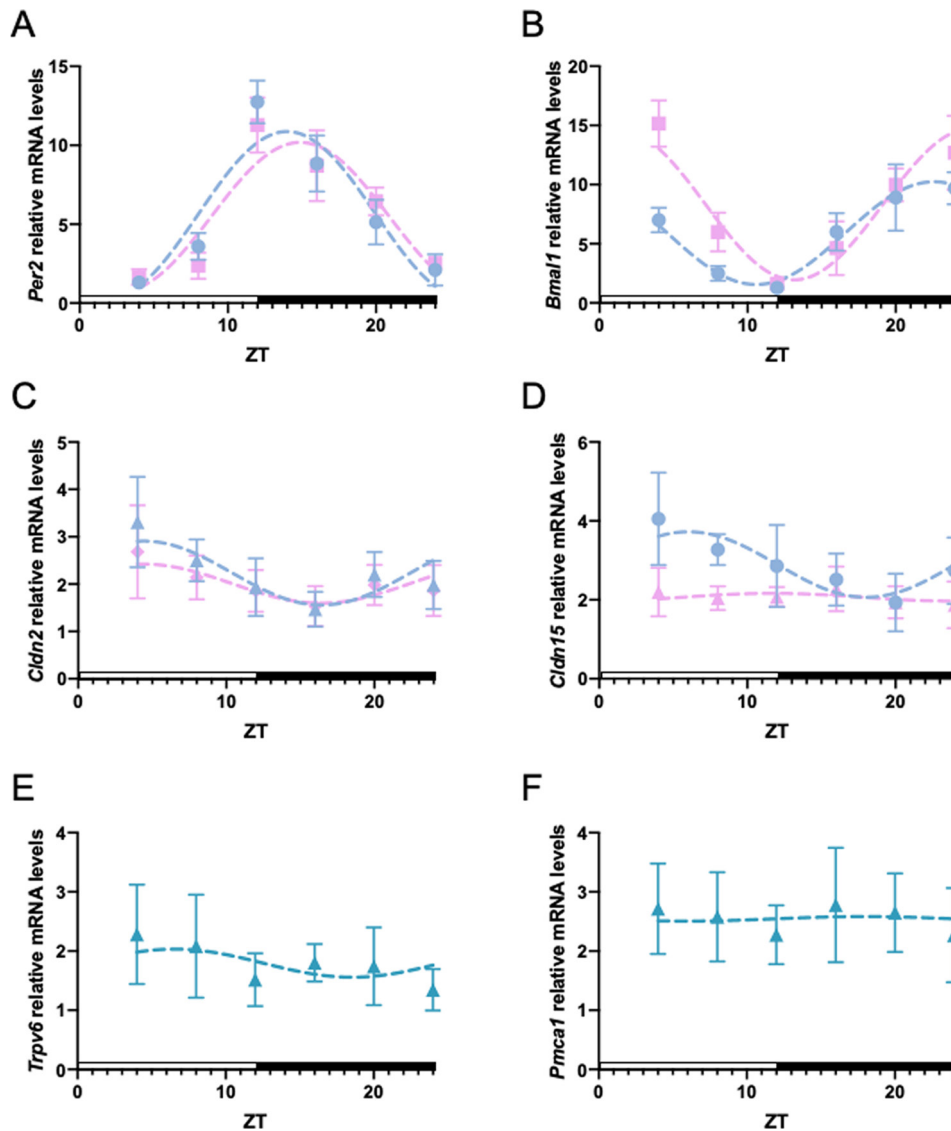 A
Per2 relative mRNA levels
15
10
5
0
0 10 20
ZT
B
Bmal1 relative mRNA levels
20
15
10
5
0
0 10 20
ZT
C
Cldn2 relative mRNA levels
5
4
3
2
1
0
0 10 20
ZT
D
Cldn15 relative mRNA levels
6
4
2
0
0 10 20
ZT
E
Trpv6 relative mRNA levels
4
3
2
1
0
0 10 20
ZT
F
Pmca1 relative mRNA levels
4
3
2
1
0
0 10 20
ZT